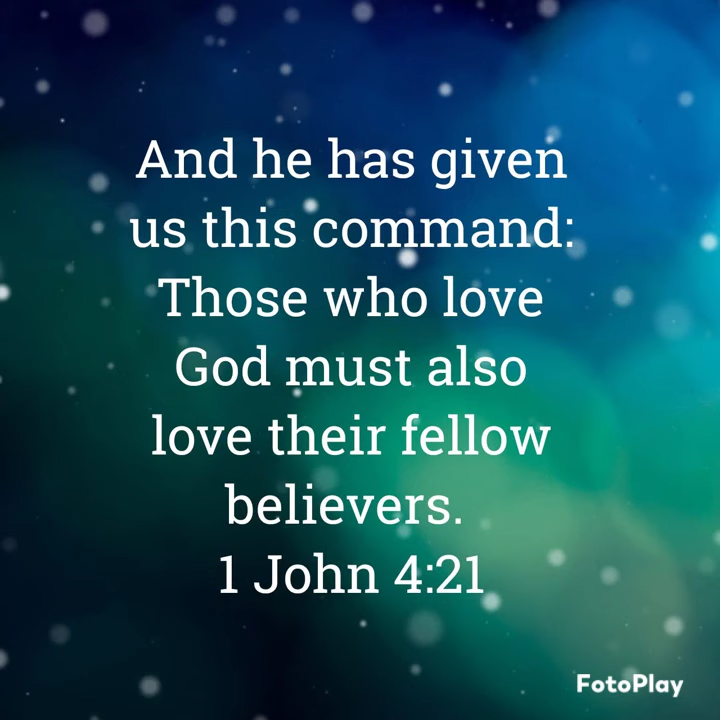 And he has given
us this command:
Those who love
God must also
love their fellow
believers.
1 John 4:21
FotoPlay